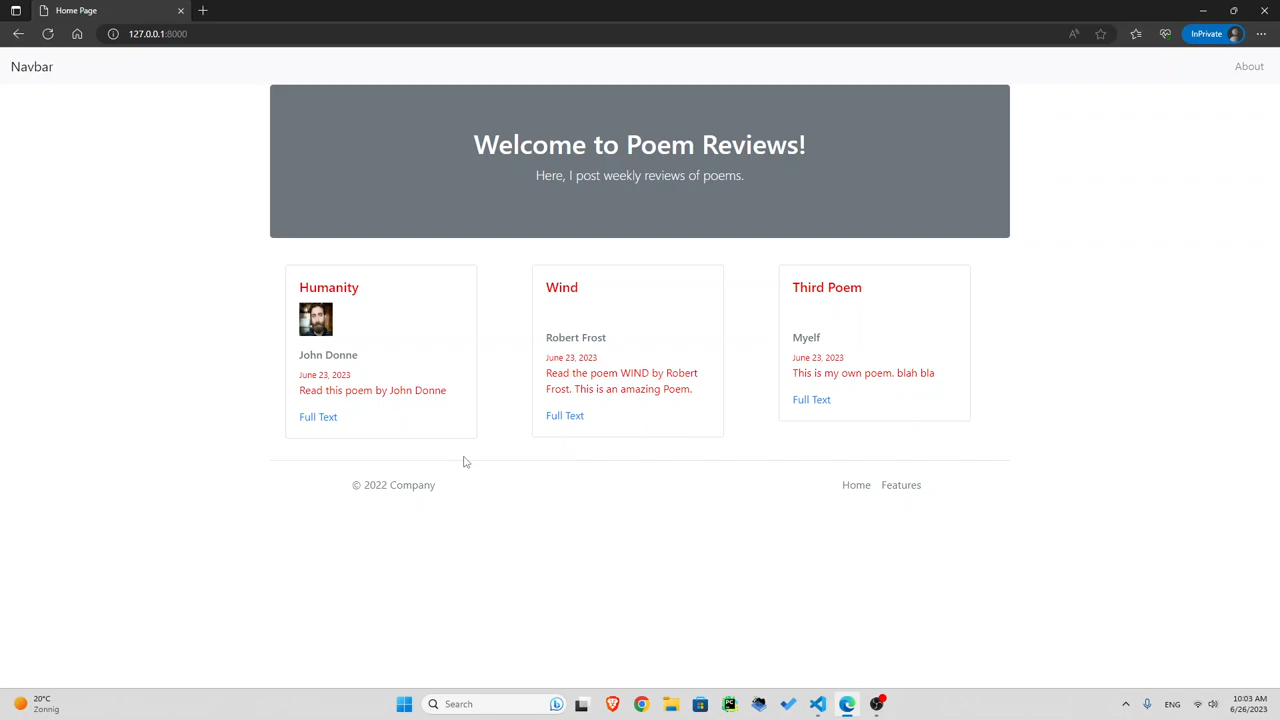 Home Page
127.0.0.1:8000
InPrivate
Navbar
About
Welcome to Poem Reviews!
Here, I post weekly reviews of poems.
Humanity
John Donne
June 23, 2023
Read this poem by John Donne
Full Text
Wind
Robert Frost
June 23, 2023
Read the poem WIND by Robert
Frost. This is an amazing Poem.
Full Text
Third Poem
Myelf
June 23, 2023
This is my own poem. blah bla
Full Text
© 2022 Company
Home Features
20°C
Zonnig
Search
ENG
10:03 AM
6/26/2023